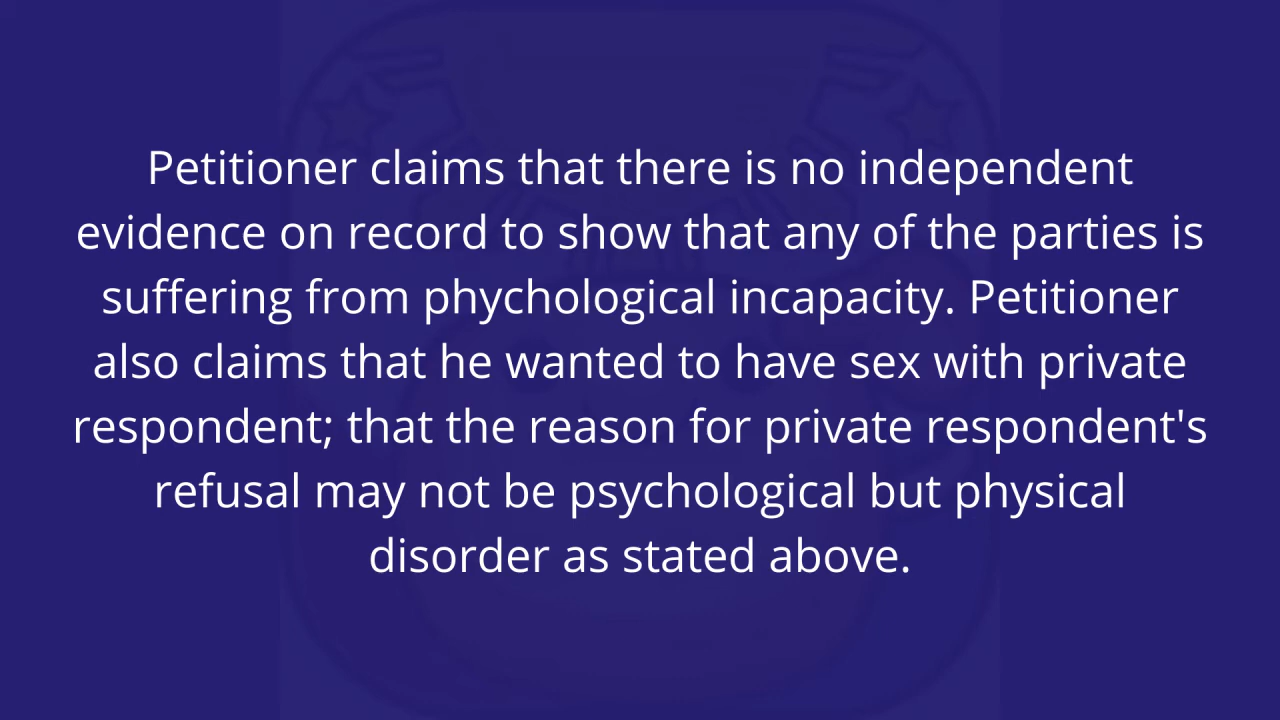 Petitioner claims that there is no independent
evidence on record to show that any of the parties is
suffering from phychological incapacity. Petitioner
also claims that he wanted to have sex with private
respondent; that the reason for private respondent's
refusal may not be psychological but physical
disorder as stated above.